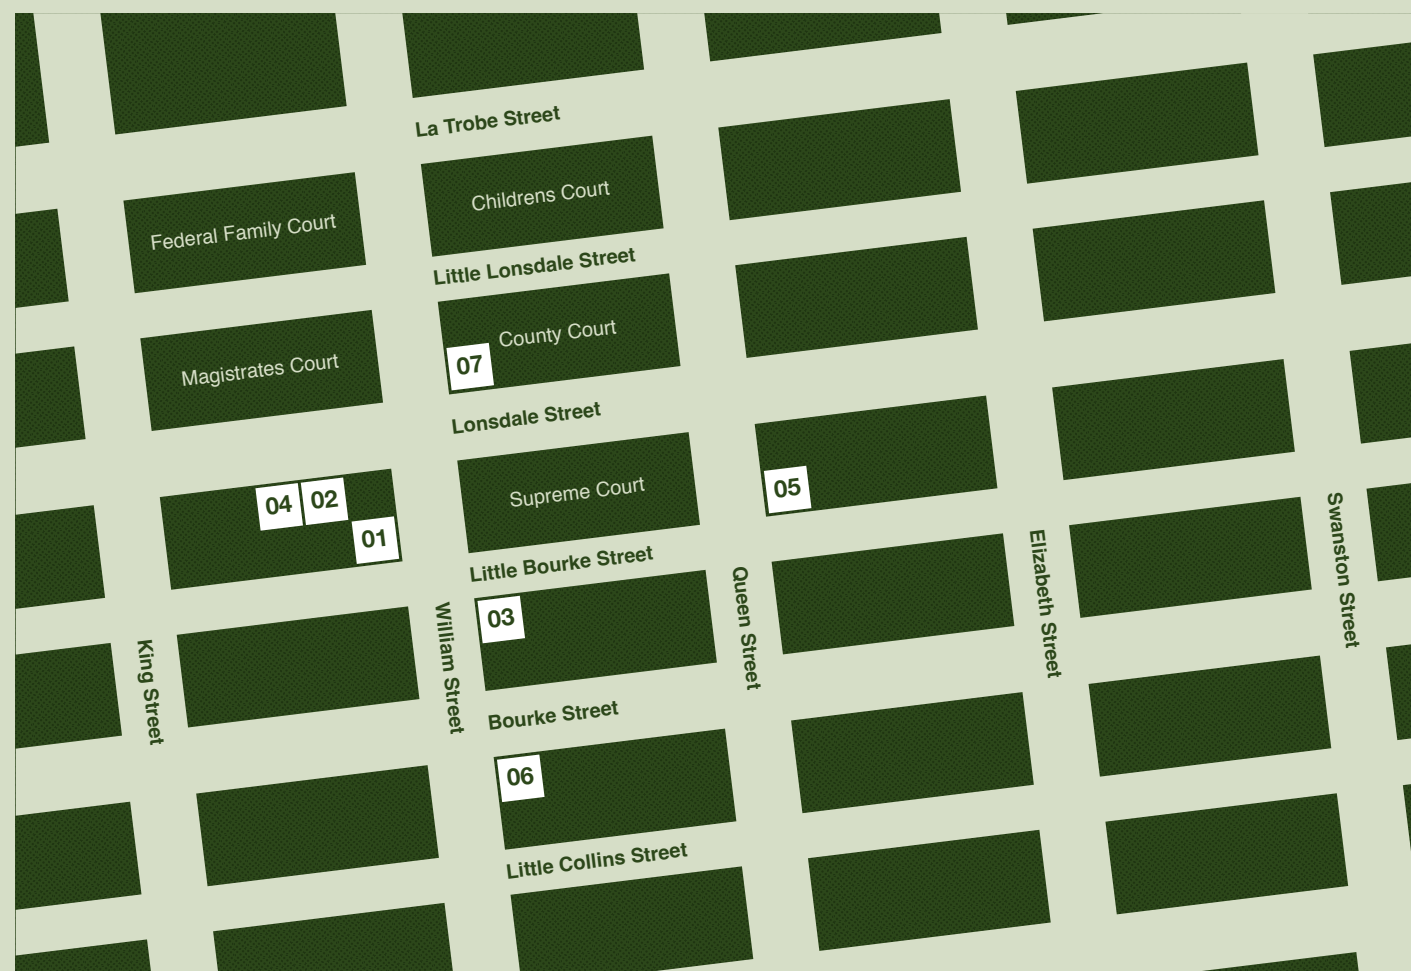 La Trobe Street
Childrens Court
Federal Family Court
Little Lonsdale Street
County Court
07
Magistrates Court
Lonsdale Street
Supreme Court
04
02
01
05
Little Bourke Street
03
King Street
William Street
Queen Street
Elizabeth Street
Swanston Street
Bourke Street
06
Little Collins Street